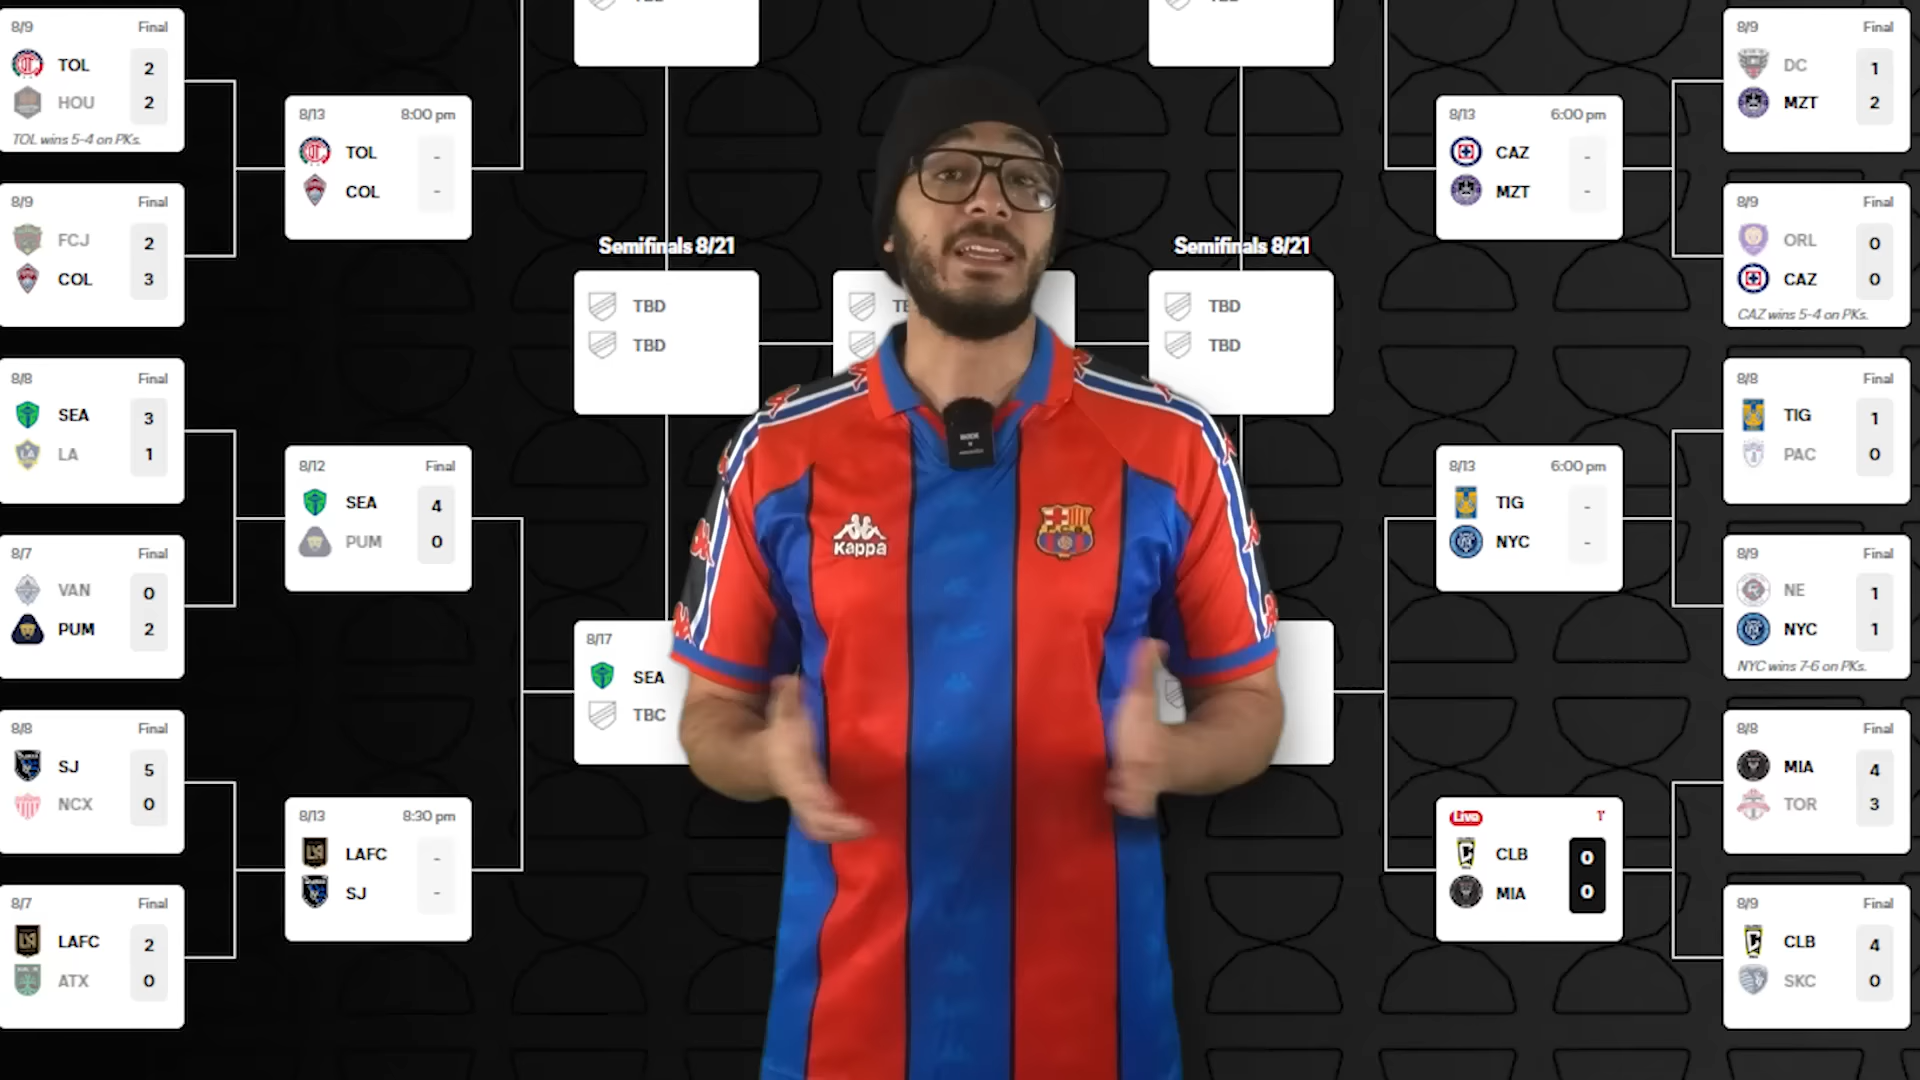 8/9 Final
TOL 2
HOU 2
TOL wins 5-4 on PKs.
8/9 Final
FCJ 2
COL 3
8/8 Final
SEA 3
LA 1
8/7 Final
VAN 0
PUM 2
8/8 Final
SJ 5
NCX 0
8/7 Final
LAFC 2
ATX 0
8/13 8:00 pm
TOL -
COL -
8/12 Final
SEA 4
PUM 0
8/13 8:30 pm
LAFC -
SJ -
Semifinals 8/21
TBD
TBD
8/17
SEA
TBC
Kappa
Semifinals 8/21
TBD
TBD
8/13 6:00 pm
CAZ -
MZT -
8/13 6:00 pm
TIG -
NYC -
Live 1'
CLB 0
MIA 0
8/9 Final
DC 1
MZT 2
8/9 Final
ORL 0
CAZ 0
CAZ wins 5-4 on PKs.
8/8 Final
TIG 1
PAC 0
8/9 Final
NE 1
NYC 1
NYC wins 7-6 on PKs.
8/8 Final
MIA 4
TOR 3
8/9 Final
CLB 4
SKC 0